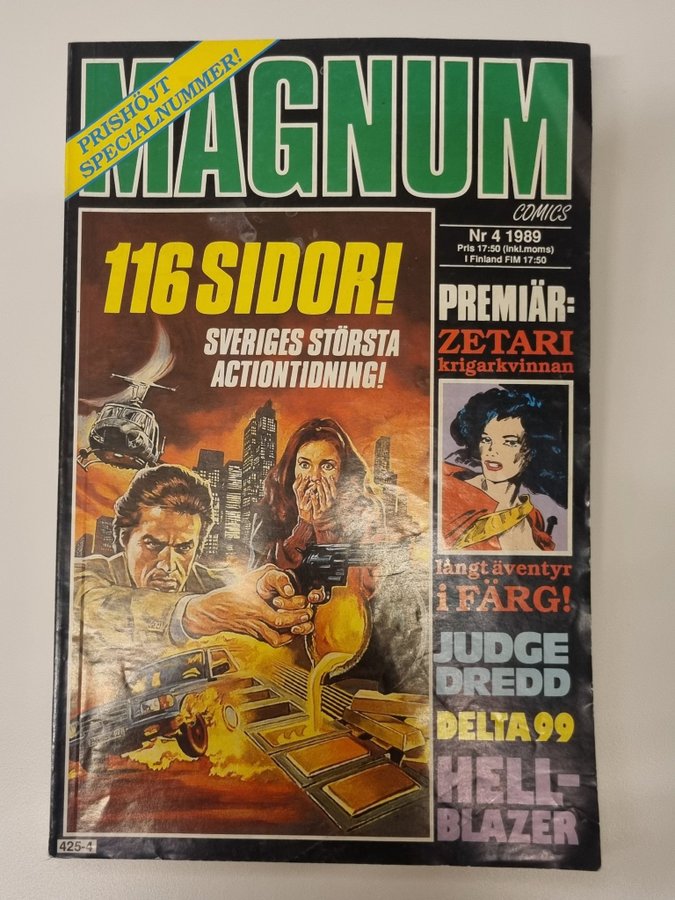 PRISHÖJT
SPECIALNUMMER!
MAGNUM
COMICS
Nr 4 1989
Pris 17:50 (inkl.moms)
I Finland FIM 17:50
116 SIDOR!
SVERIGES STÖRSTA
ACTIONTIDNING!
PREMIÄR:
ZETARI
krigarkvinnan
långt äventyr
i FÄRG!
JUDGE
DREDD
DELTA 99
HELL-
BLAZER
425-4